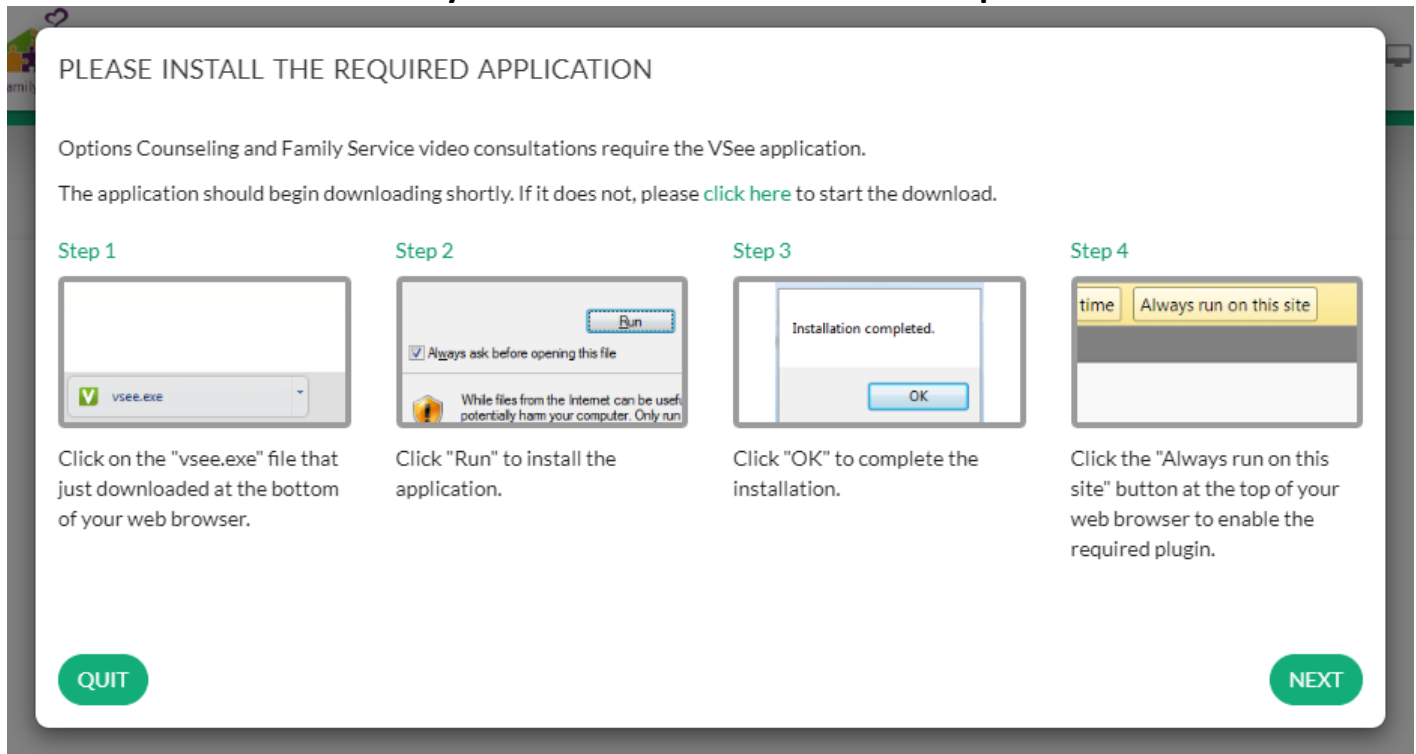 PLEASE INSTALL THE REQUIRED APPLICATION
Options Counseling and Family Service video consultations require the VSee application.
The application should begin downloading shortly. If it does not, please click here to start the download.
Step 1
Step 2
Step 3
Step 4
vsee.exe
Run
Always ask before opening this file
While files from the Internet can be
potentially harm your computer. Only run
Installation completed.
OK
time
Always run on this site
Click on the "vsee.exe" file that
just downloaded at the bottom
of your web browser.
Click "Run" to install the
application.
Click "OK" to complete the
installation.
Click the "Always run on this
site" button at the top of your
web browser to enable the
required plugin.
QUIT
NEXT